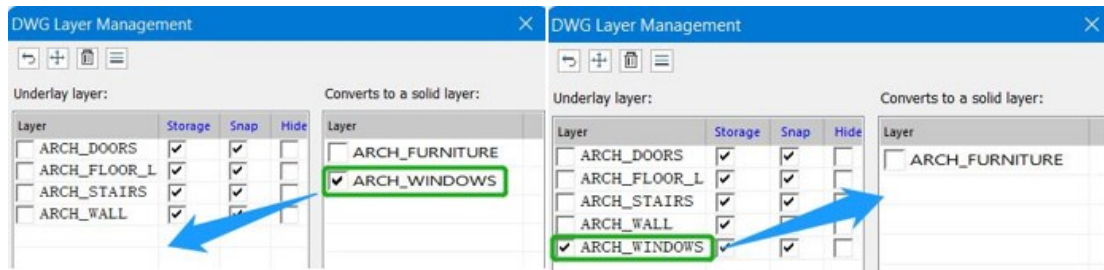 DWG Layer Management
Underlay layer: Converts to a solid layer:
Layer Storage Snap Hide Layer
ARCH_DOORS ARCH_FURNITURE
ARCH_FLOOR_L ARCH_WINDOWS
ARCH_STAIRS
ARCH_WALL
DWG Layer Management
Underlay layer: Converts to a solid layer:
Layer Storage Snap Hide Layer
ARCH_DOORS ARCH_FURNITURE
ARCH_FLOOR_L
ARCH_STAIRS
ARCH_WALL
ARCH_WINDOWS